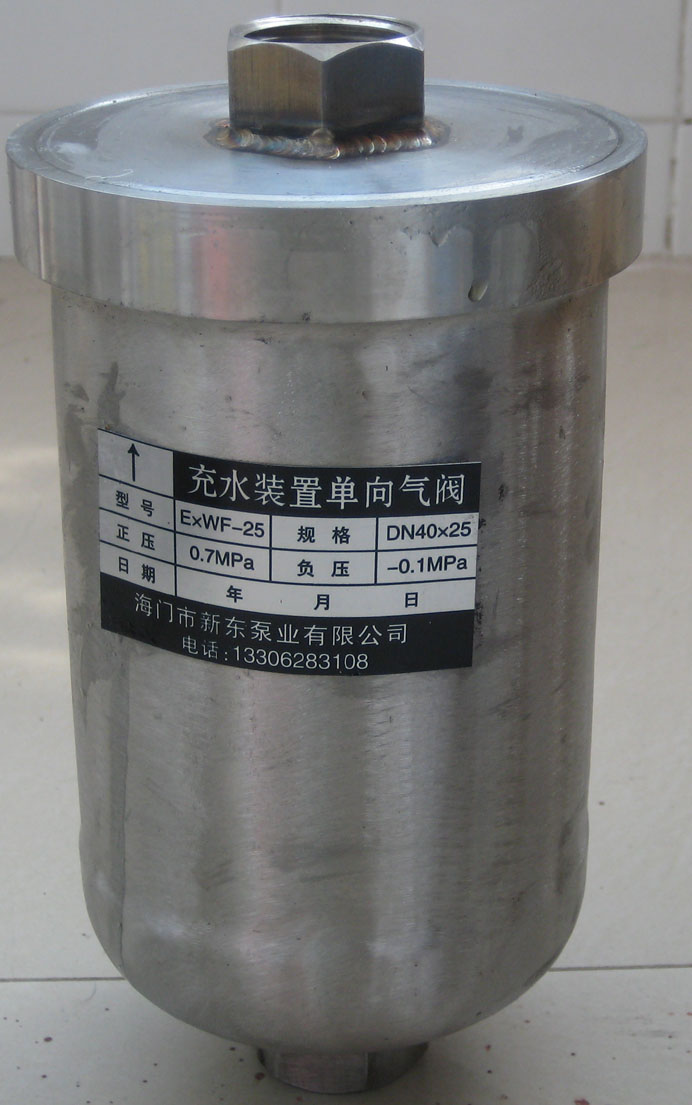 ↑ 充水装置单向气阀
型号 ExWF-25 规格 DN40×25
正压 0.7MPa 负压 -0.1MPa
日期 年 月 日
海门市新东泵业有限公司
电话:13306283108